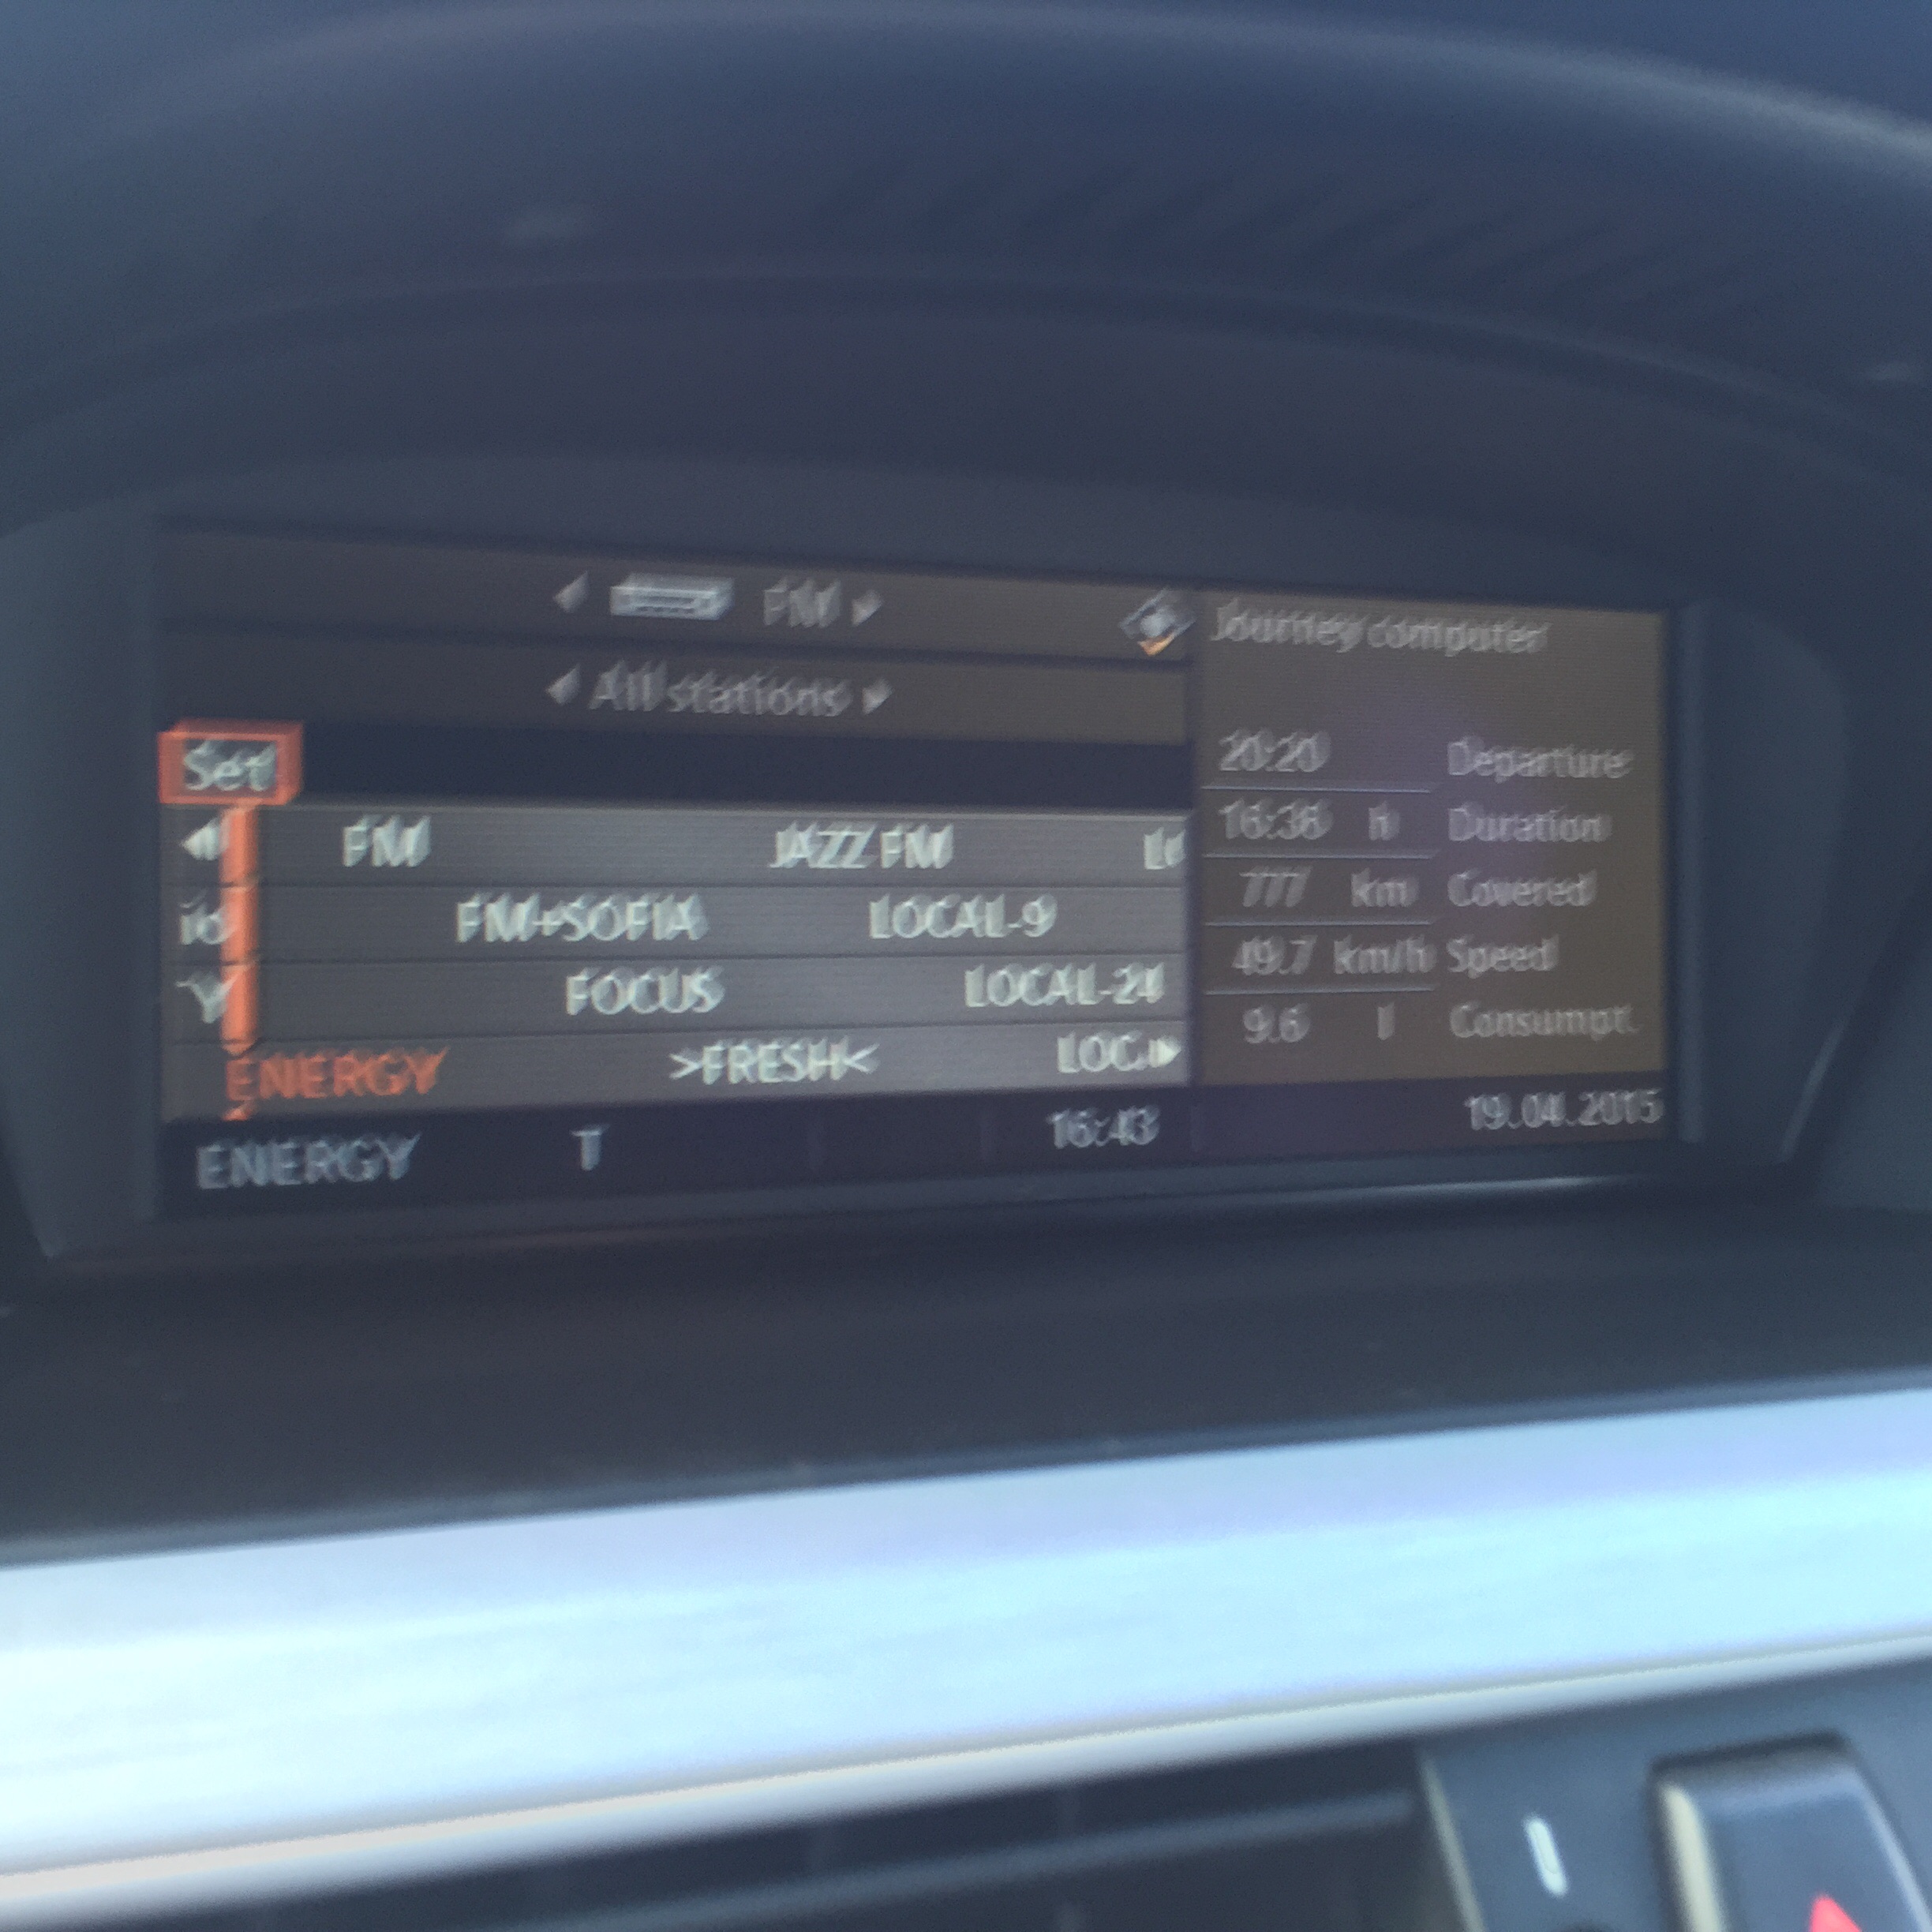 FM
All stations
Set
FM JAZZ FM
FM+SOFIA LOCAL-9
FOCUS LOCAL-24
ENERGY >FRESH<
ENERGY T 16:43
Journey computer
20:20 Departure
16:36 h Duration
777 km Covered
49.7 km/h Speed
9.6 l Consumpt.
19.04.2015